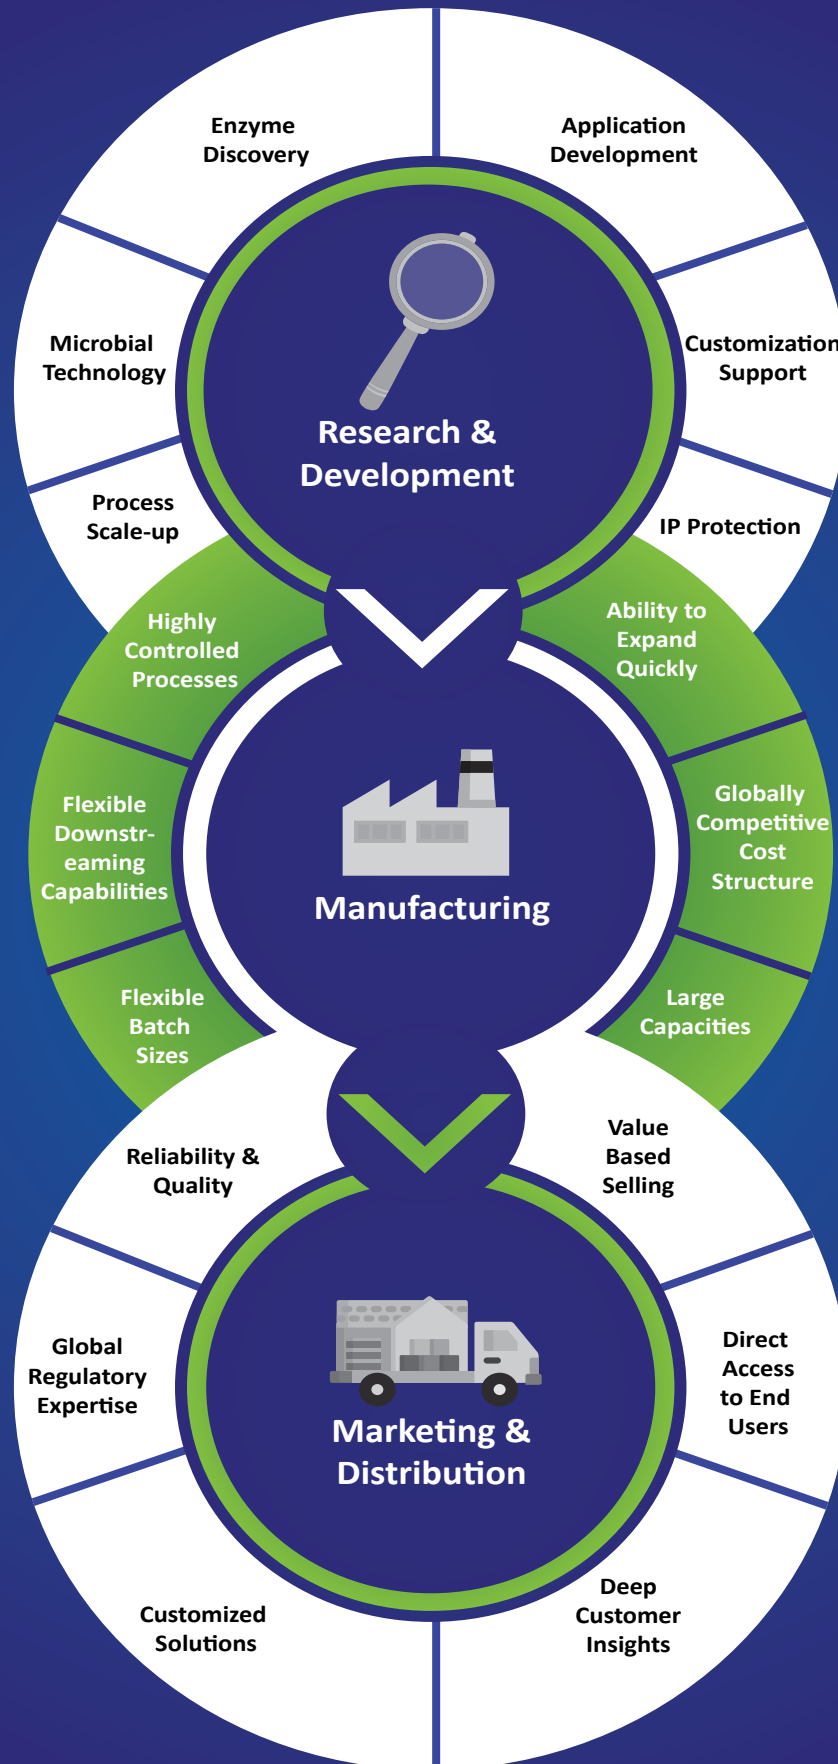 Enzyme
Discovery
Application
Development
Microbial
Technology
Customization
Support
Research &
Development
Process
Scale-up
IP Protection
Highly
Controlled
Processes
Ability to
Expand
Quickly
Flexible
Downstr-
eaming
Capabilities
Globally
Competitive
Cost
Structure
Manufacturing
Flexible
Batch
Sizes
Large
Capacities
Reliability &
Quality
Value
Based
Selling
Global
Regulatory
Expertise
Direct
Access
to End
Users
Marketing &
Distribution
Customized
Solutions
Deep
Customer
Insights